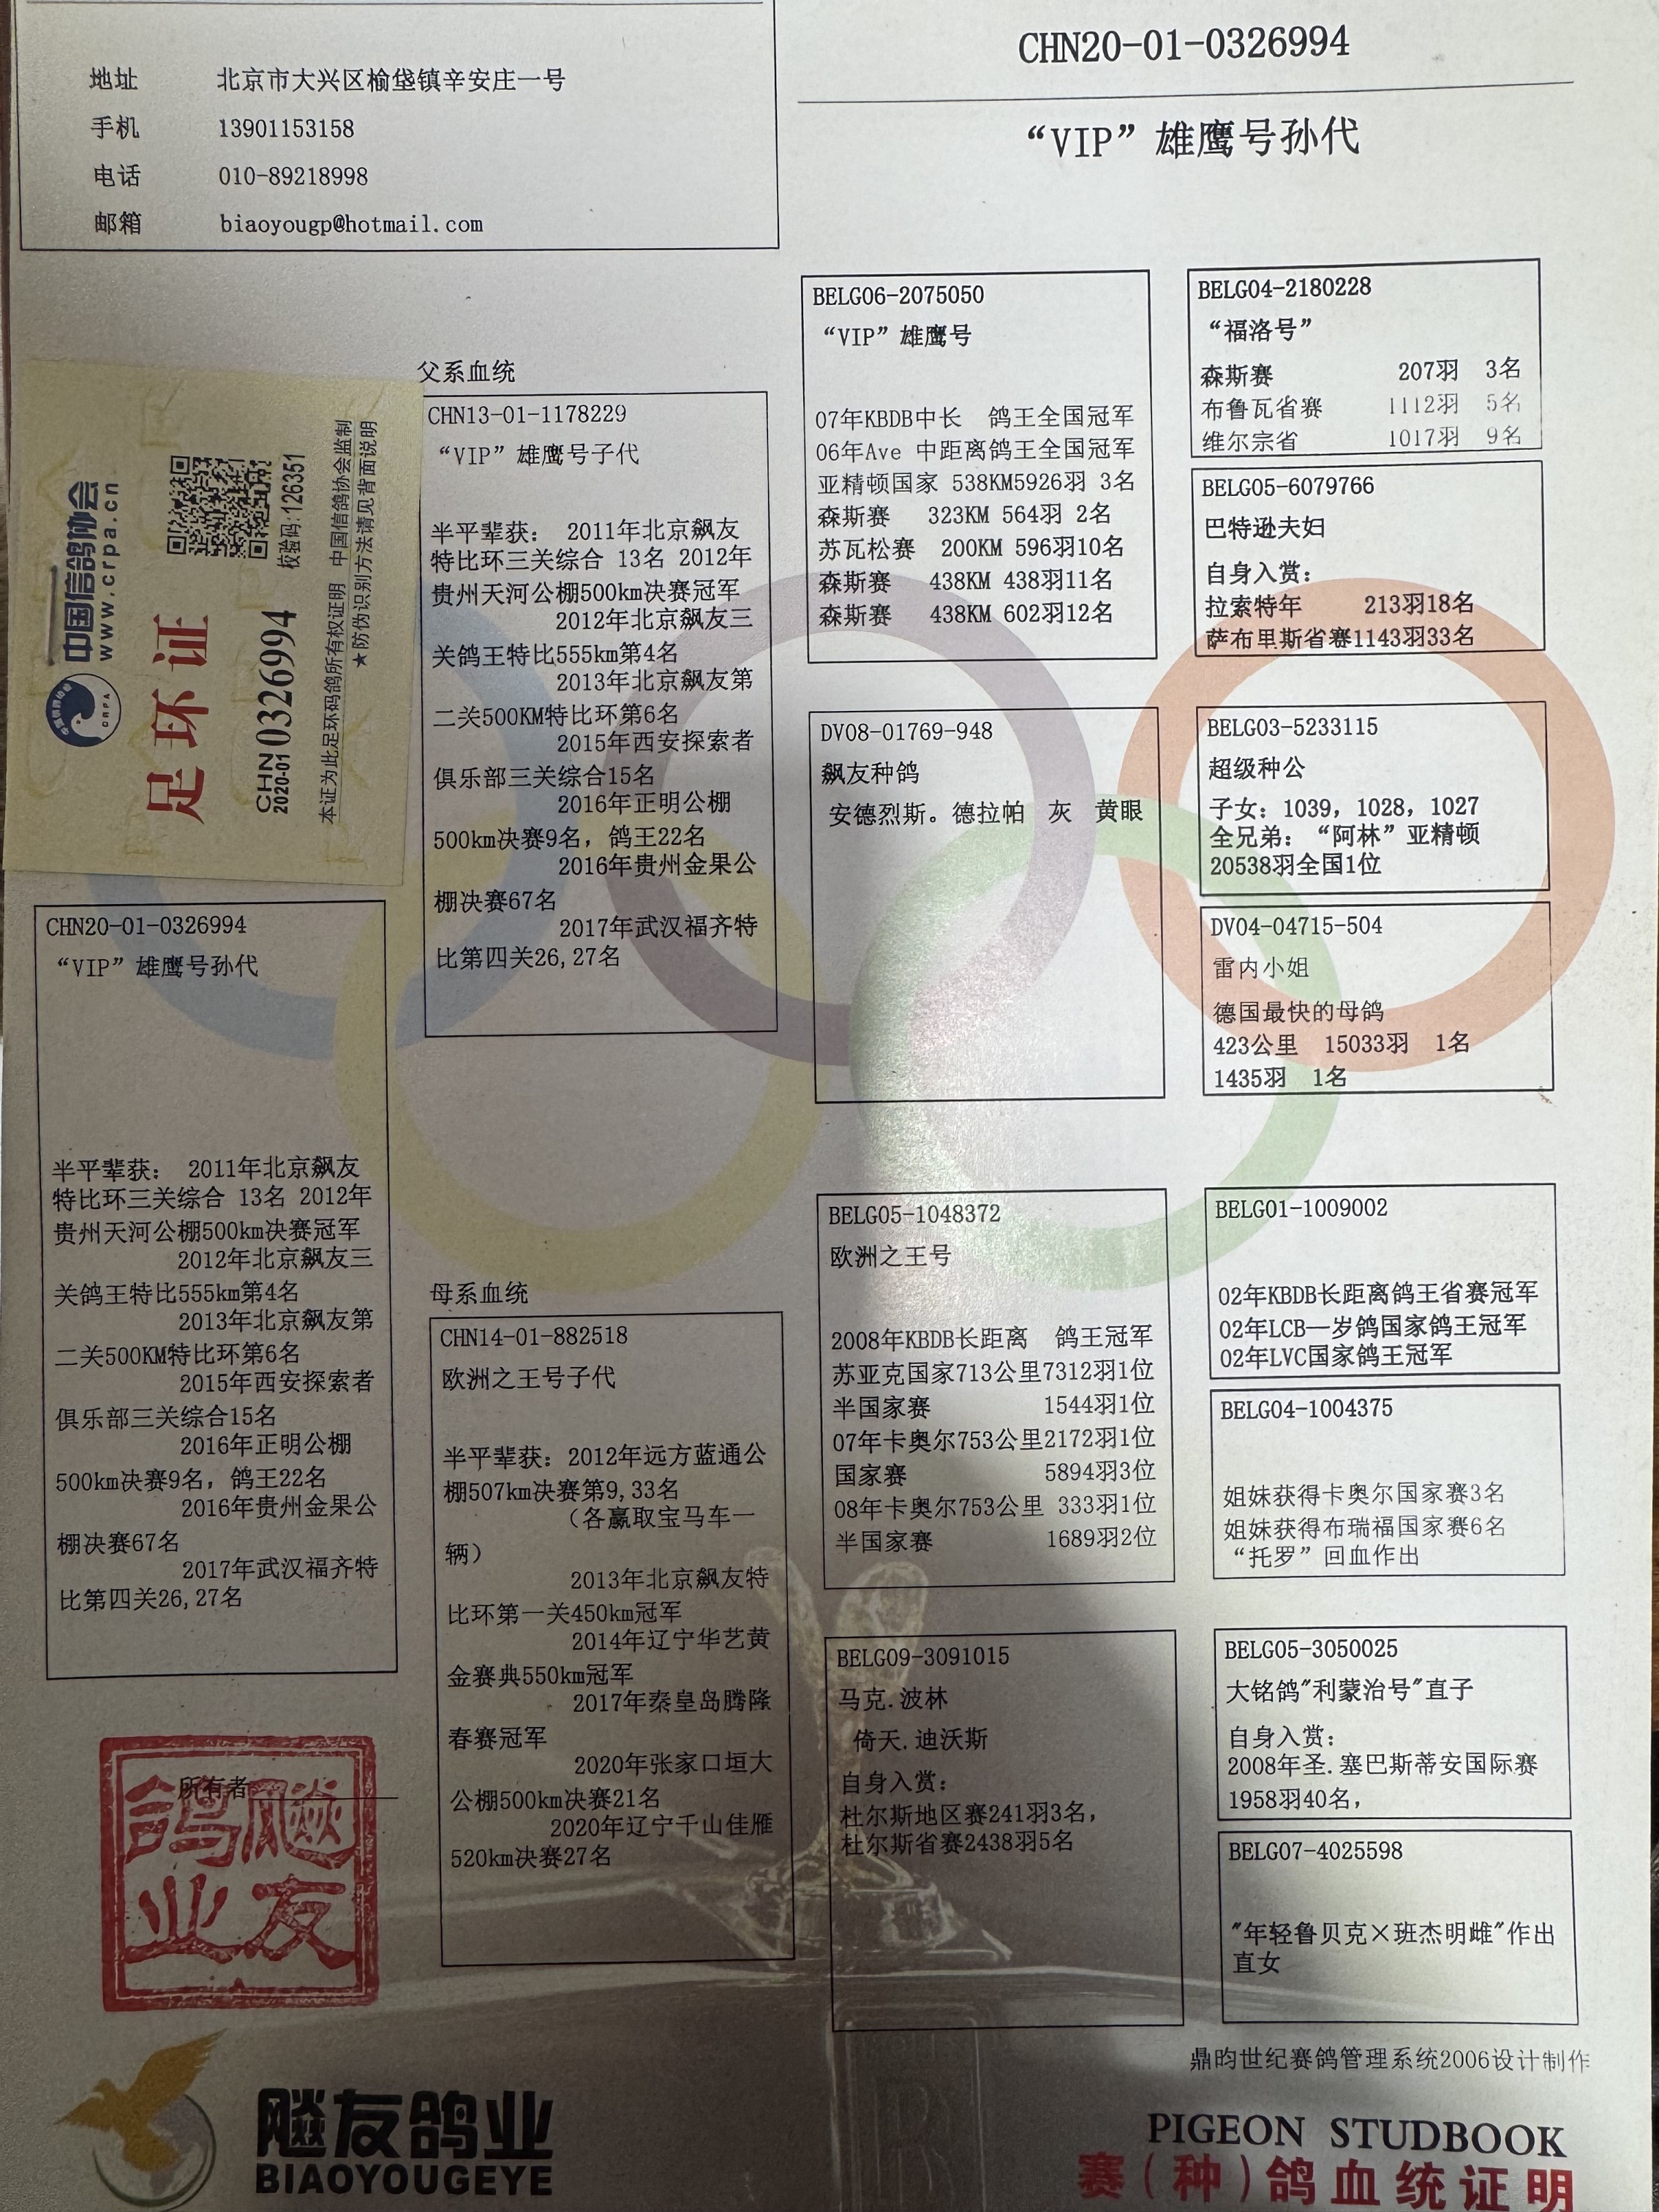 地址 北京市大兴区榆垡镇辛安庄一号
手机 13901153158
电话 010-89218998
邮箱 biaoyougp@hotmail.com
CHN20-01-0326994
“VIP”雄鹰号孙代
中国信鸽协会
www.crpa.cn
CRPA
足环证
校验码:126351
CHN 2020-01 0326994
本证为此足环码鸽所有权证明 中国信鸽协会监制
★防伪识别方法请见背面说明
CHN20-01-0326994
“VIP”雄鹰号孙代
半平辈获： 2011年北京飙友
特比环三关综合 13名 2012年
贵州天河公棚500km决赛冠军
2012年北京飙友三
关鸽王特比555km第4名
2013年北京飙友第
二关500KM特比环第6名
2015年西安探索者
俱乐部三关综合15名
2016年正明公棚
500km决赛9名，鸽王22名
2016年贵州金果公
棚决赛67名
2017年武汉福齐特
比第四关26,27名
所有者
飚友鸽业
父系血统
CHN13-01-1178229
“VIP”雄鹰号子代
半平辈获： 2011年北京飙友
特比环三关综合 13名 2012年
贵州天河公棚500km决赛冠军
2012年北京飙友三
关鸽王特比555km第4名
2013年北京飙友第
二关500KM特比环第6名
2015年西安探索者
俱乐部三关综合15名
2016年正明公棚
500km决赛9名，鸽王22名
2016年贵州金果公
棚决赛67名
2017年武汉福齐特
比第四关26,27名
母系血统
CHN14-01-882518
欧洲之王号子代
半平辈获：2012年远方蓝通公
棚507km决赛第9,33名
（各赢取宝马车一
辆）
2013年北京飙友特
比环第一关450km冠军
2014年辽宁华艺黄
金赛典550km冠军
2017年秦皇岛腾隆
春赛冠军
2020年张家口垣大
公棚500km决赛21名
2020年辽宁千山佳雁
520km决赛27名
BELG06-2075050
“VIP”雄鹰号
07年KBDB中长 鸽王全国冠军
06年Ave 中距离鸽王全国冠军
亚精顿国家 538KM5926羽 3名
森斯赛 323KM 564羽 2名
苏瓦松赛 200KM 596羽10名
森斯赛 438KM 438羽11名
森斯赛 438KM 602羽12名
DV08-01769-948
飙友种鸽
安德烈斯。德拉帕 灰 黄眼
BELG05-1048372
欧洲之王号
2008年KBDB长距离 鸽王冠军
苏亚克国家713公里7312羽1位
半国家赛 1544羽1位
07年卡奥尔753公里2172羽1位
国家赛 5894羽3位
08年卡奥尔753公里 333羽1位
半国家赛 1689羽2位
BELG09-3091015
马克.波林
倚天.迪沃斯
自身入赏：
杜尔斯地区赛241羽3名，
杜尔斯省赛2438羽5名
BELG04-2180228
“福洛号”
森斯赛 207羽 3名
布鲁瓦省赛 1112羽 5名
维尔宗省 1017羽 9名
BELG05-6079766
巴特逊夫妇
自身入赏：
拉索特年 213羽18名
萨布里斯省赛1143羽33名
BELG03-5233115
超级种公
子女：1039，1028，1027
全兄弟：“阿林”亚精顿
20538羽全国1位
DV04-04715-504
雷内小姐
德国最快的母鸽
423公里 15033羽 1名
1435羽 1名
BELG01-1009002
02年KBDB长距离鸽王省赛冠军
02年LCB一岁鸽国家鸽王冠军
02年LVC国家鸽王冠军
BELG04-1004375
姐妹获得卡奥尔国家赛3名
姐妹获得布瑞福国家赛6名
“托罗”回血作出
BELG05-3050025
大铭鸽"利蒙治号"直子
自身入赏：
2008年圣.塞巴斯蒂安国际赛
1958羽40名，
BELG07-4025598
"年轻鲁贝克×班杰明雌"作出
直女
鼎昀世纪赛鸽管理系统2006设计制作
飚友鸽业
BIAOYOUGEYE
PIGEON STUDBOOK
赛(种)鸽血统证明